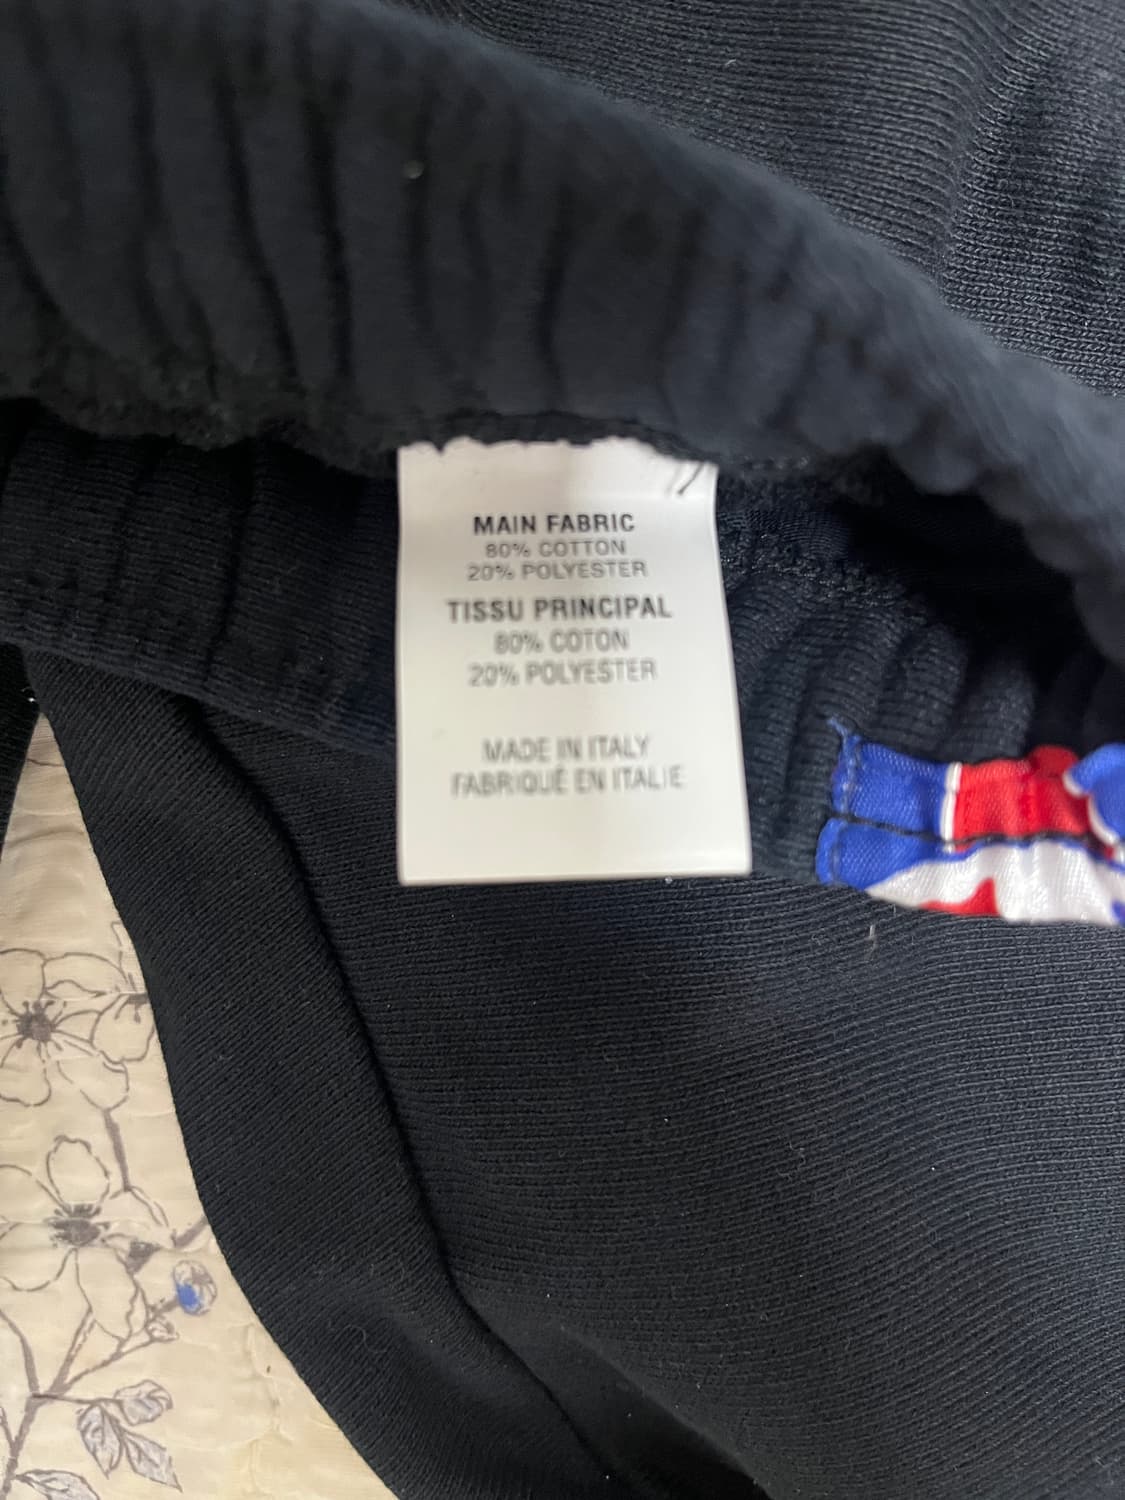 MAIN FABRIC
80% COTTON
20% POLYESTER
TISSU PRINCIPAL
80% COTON
20% POLYESTER
MADE IN ITALY
FABRIQUÉ EN ITALIE